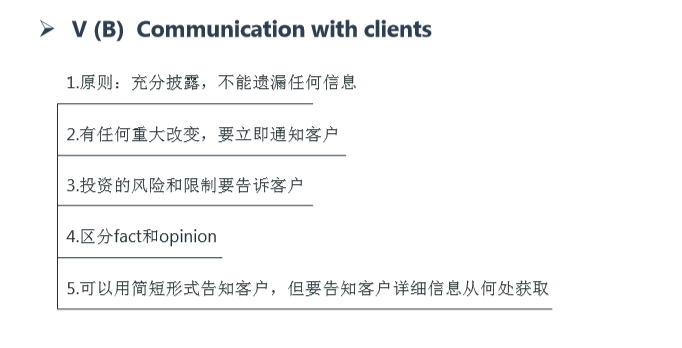 ➢ V (B) Communication with clients
1.原则：充分披露，不能遗漏任何信息
2.有任何重大改变，要立即通知客户
3.投资的风险和限制要告诉客户
4.区分fact和opinion
5.可以用简短形式告知客户，但要告知客户详细信息从何处获取